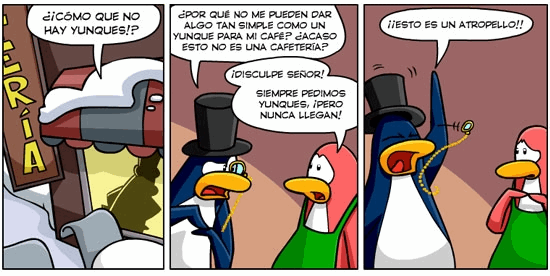 ¿¡CÓMO QUE NO
HAY YUNQUES!?
ERÍA
¿POR QUÉ NO ME PUEDEN DAR
ALGO TAN SIMPLE COMO UN
YUNQUE PARA MI CAFÉ? ¿ACASO
ESTO NO ES UNA CAFETERÍA?
¡DISCULPE SEÑOR!
SIEMPRE PEDIMOS
YUNQUES, ¡PERO
NUNCA LLEGAN!
¡¡ESTO ES UN ATROPELLO!!